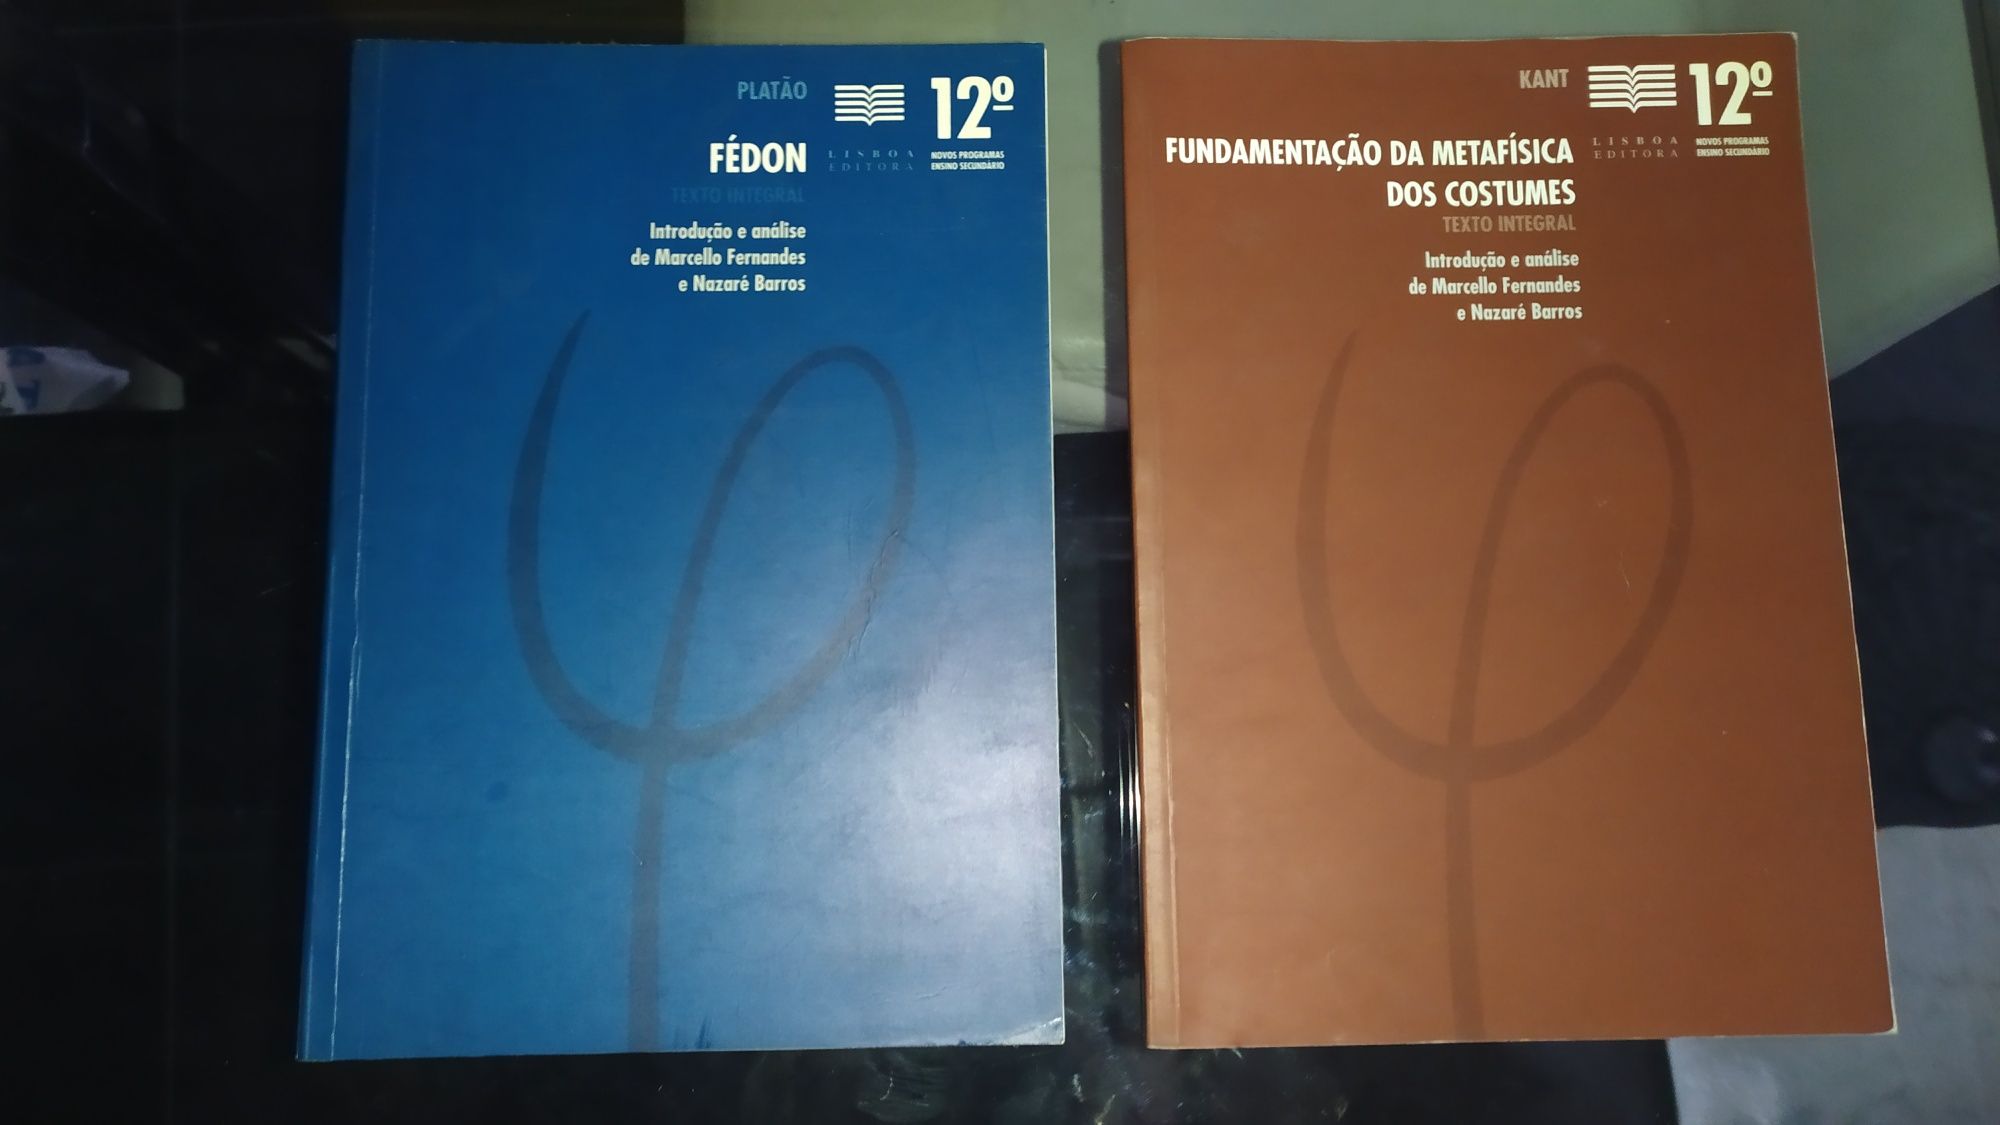 PLATÃO
FÉDON
TEXTO INTEGRAL
Introdução e análise
de Marcello Fernandes
e Nazaré Barros
LISBOA
EDITORA
12º
NOVOS PROGRAMAS
ENSINO SECUNDÁRIO
KANT
FUNDAMENTAÇÃO DA METAFÍSICA
DOS COSTUMES
TEXTO INTEGRAL
Introdução e análise
de Marcello Fernandes
e Nazaré Barros
LISBOA
EDITORA
12º
NOVOS PROGRAMAS
ENSINO SECUNDÁRIO